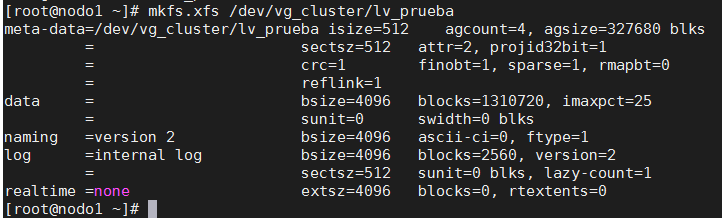 [root@nodo1 ~]# mkfs.xfs /dev/vg_cluster/lv_prueba
meta-data=/dev/vg_cluster/lv_prueba isize=512    agcount=4, agsize=327680 blks
         =                       sectsz=512   attr=2, projid32bit=1
         =                       crc=1        finobt=1, sparse=1, rmapbt=0
         =                       reflink=1
data     =                       bsize=4096   blocks=1310720, imaxpct=25
         =                       sunit=0      swidth=0 blks
naming   =version 2              bsize=4096   ascii-ci=0, ftype=1
log      =internal log           bsize=4096   blocks=2560, version=2
         =                       sectsz=512   sunit=0 blks, lazy-count=1
realtime =none                   extsz=4096   blocks=0, rtextents=0
[root@nodo1 ~]#